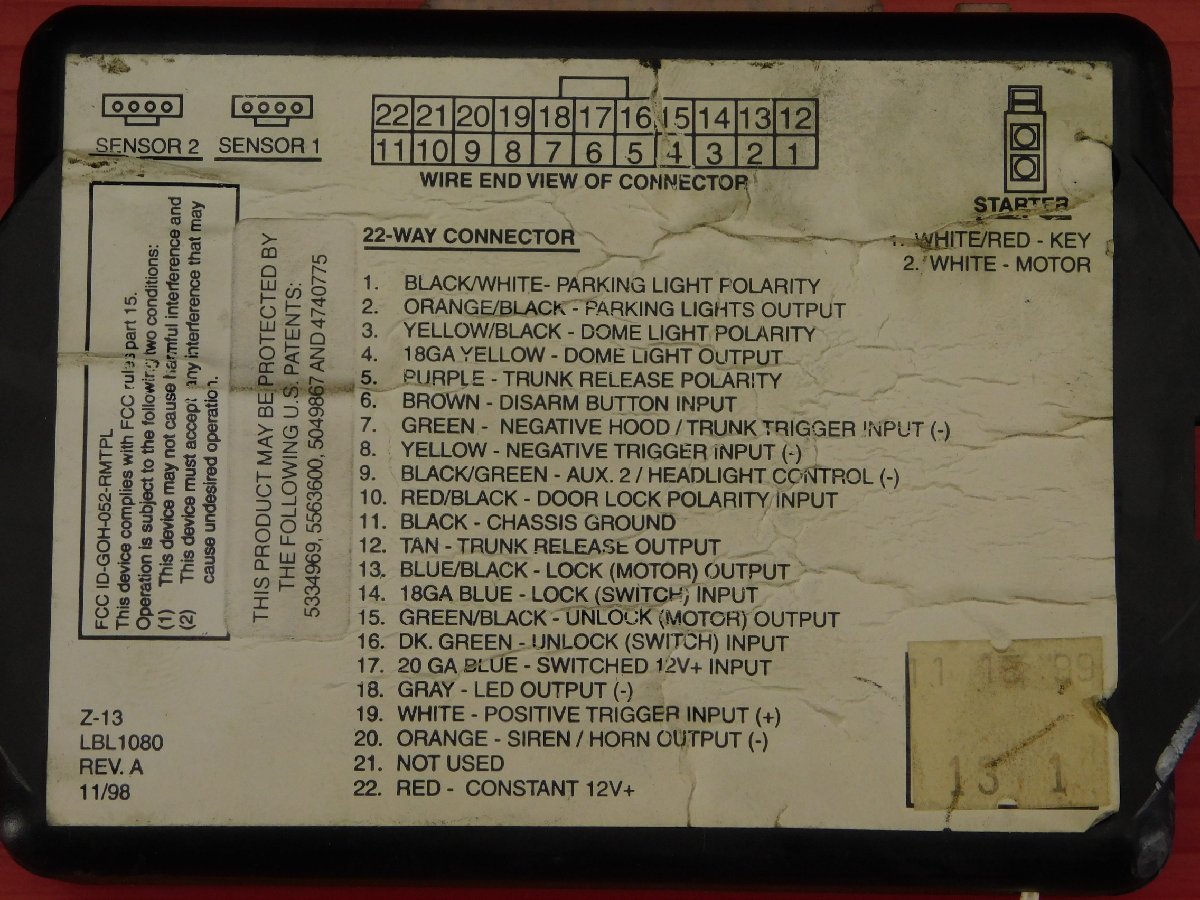 SENSOR 2 SENSOR 1
22 21 20 19 18 17 16 15 14 13 12
11 10 9 8 7 6 5 4 3 2 1
WIRE END VIEW OF CONNECTOR
STARTER
1. WHITE/RED - KEY
2. WHITE - MOTOR
FCC ID-GOH-052-RMTPL
This device complies with FCC rules part 15.
Operation is subject to the following two conditions:
(1) This device may not cause harmful interference and
(2) This device must accept any interference that may
cause undesired operation.
THIS PRODUCT MAY BE PROTECTED BY
THE FOLLOWING U.S. PATENTS:
5334969, 5563600, 5049867 AND 4740775
22-WAY CONNECTOR
1. BLACK/WHITE- PARKING LIGHT POLARITY
2. ORANGE/BLACK - PARKING LIGHTS OUTPUT
3. YELLOW/BLACK - DOME LIGHT POLARITY
4. 18GA YELLOW - DOME LIGHT OUTPUT
5. PURPLE - TRUNK RELEASE POLARITY
6. BROWN - DISARM BUTTON INPUT
7. GREEN - NEGATIVE HOOD / TRUNK TRIGGER INPUT (-)
8. YELLOW - NEGATIVE TRIGGER INPUT (-)
9. BLACK/GREEN - AUX. 2 / HEADLIGHT CONTROL (-)
10. RED/BLACK - DOOR LOCK POLARITY INPUT
11. BLACK - CHASSIS GROUND
12. TAN - TRUNK RELEASE OUTPUT
13. BLUE/BLACK - LOCK (MOTOR) OUTPUT
14. 18GA BLUE - LOCK (SWITCH) INPUT
15. GREEN/BLACK - UNLOCK (MOTOR) OUTPUT
16. DK. GREEN - UNLOCK (SWITCH) INPUT
17. 20 GA BLUE - SWITCHED 12V+ INPUT
18. GRAY - LED OUTPUT (-)
19. WHITE - POSITIVE TRIGGER INPUT (+)
20. ORANGE - SIREN / HORN OUTPUT (-)
21. NOT USED
22. RED - CONSTANT 12V+
Z-13
LBL1080
REV. A
11/98
11 99
13 1